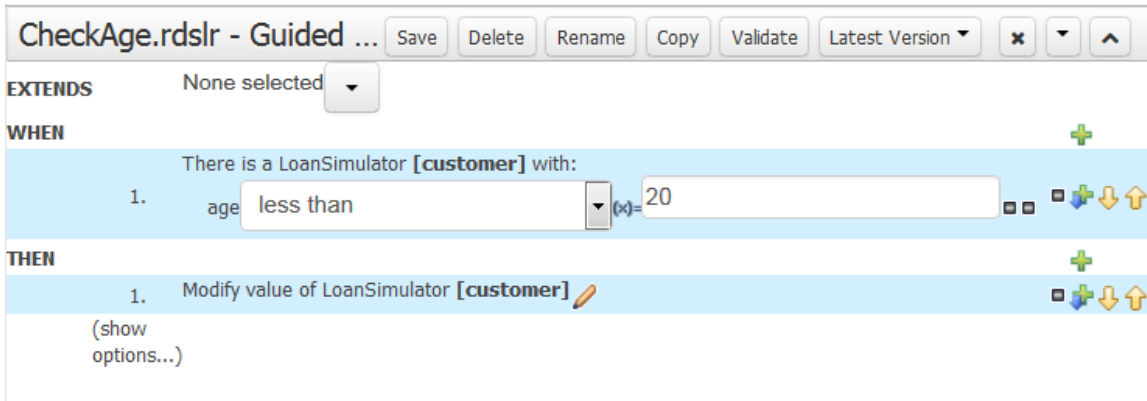 CheckAge.rdslr - Guided ... Save Delete Rename Copy Validate Latest Version
EXTENDS None selected
WHEN
There is a LoanSimulator [customer] with:
1. age less than (x)= 20
THEN
1. Modify value of LoanSimulator [customer]
(show
options...)